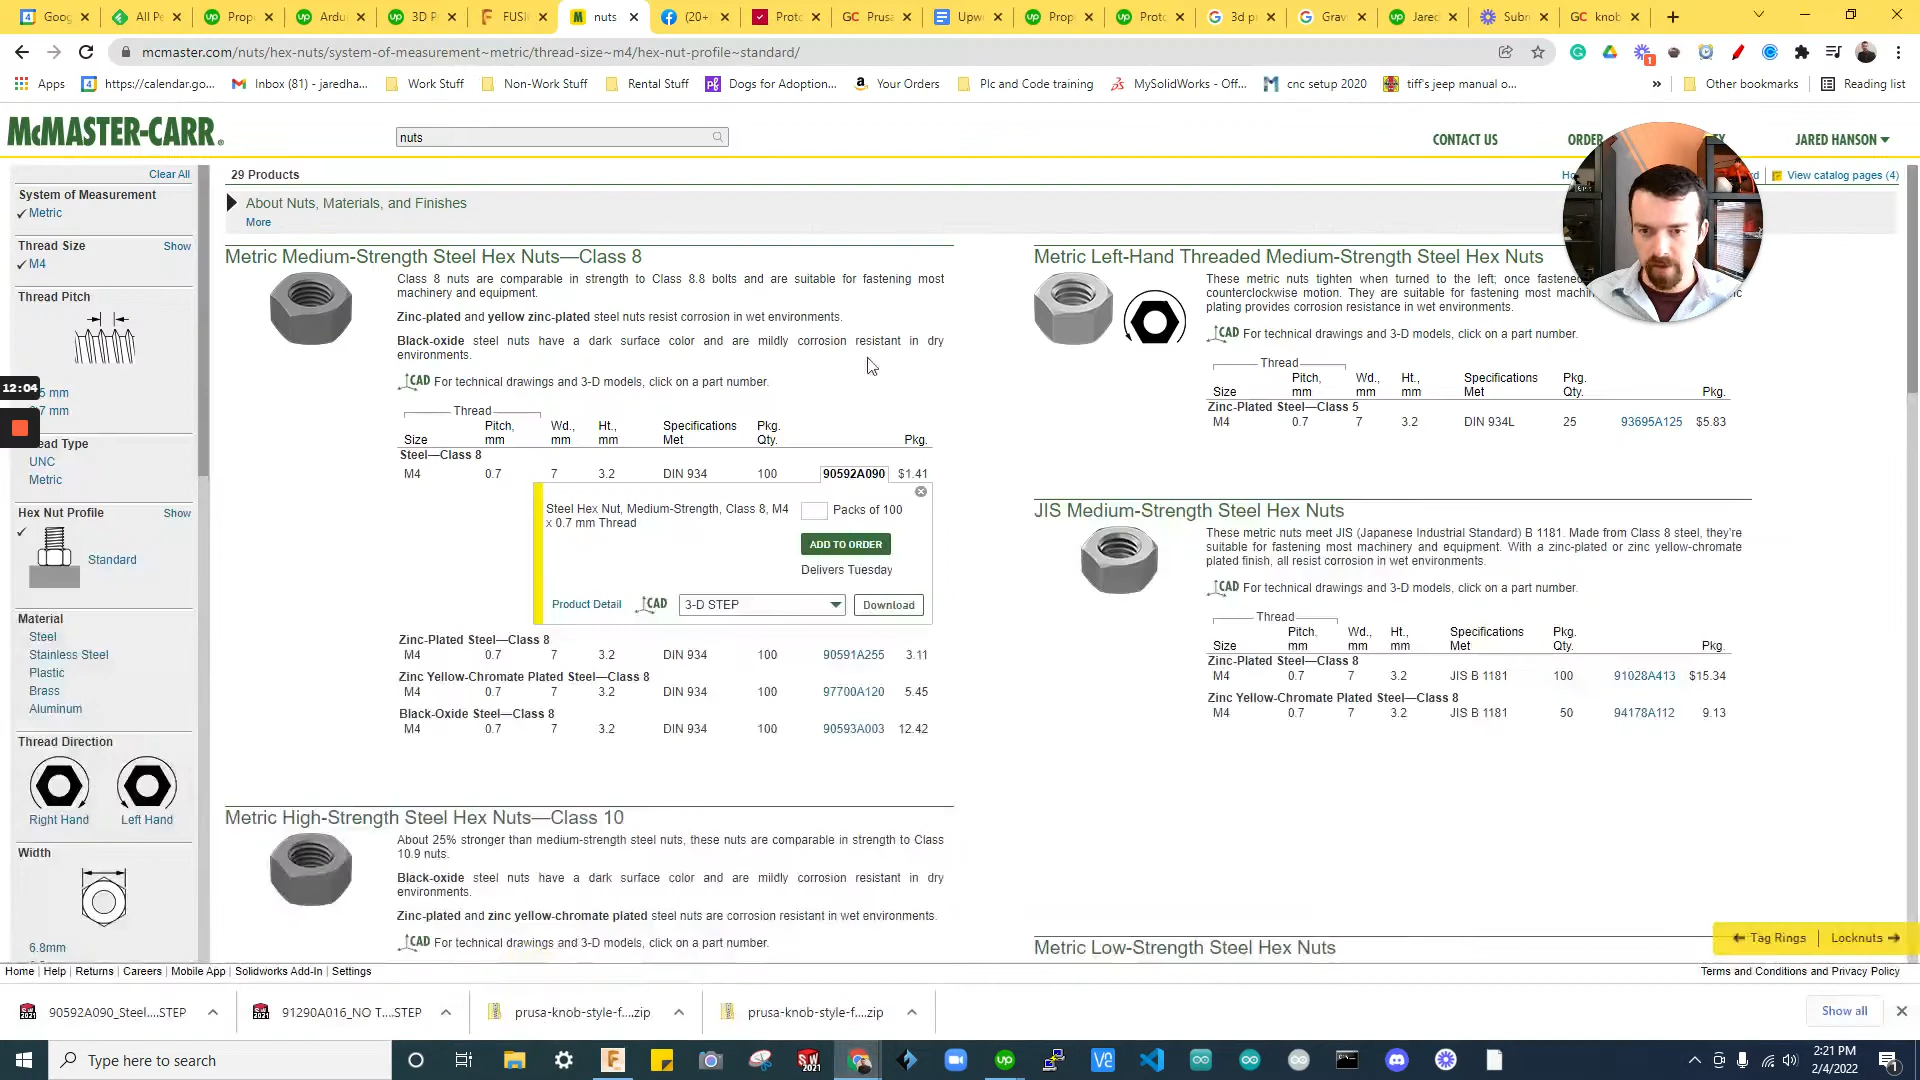 Goog
All Pe
Prop
Ardu
3D P
FUSI
nuts
(20+
Proto
GC Prusa
Upwo
Prop
Proto
3d pr
Grav
Jared
Subm
GC knob
mcmaster.com/nuts/hex-nuts/system-of-measurement~metric/thread-size~m4/hex-nut-profile~standard/
Apps
https://calendar.go...
Inbox (81) - jaredha...
Work Stuff
Non-Work Stuff
Rental Stuff
Dogs for Adoption...
Your Orders
Plc and Code training
MySolidWorks - Off...
cnc setup 2020
tiff's jeep manual o...
»
Other bookmarks
Reading list
McMASTER-CARR®
nuts
CONTACT US
ORDER
JARED HANSON
Clear All
System of Measurement
Metric
Thread Size Show
M4
Thread Pitch
5 mm
7 mm
12:04
ead Type
UNC
Metric
Hex Nut Profile Show
Standard
Material
Steel
Stainless Steel
Plastic
Brass
Aluminum
Thread Direction
Right Hand Left Hand
Width
6.8mm
29 Products
View catalog pages (4)
About Nuts, Materials, and Finishes
More
Metric Medium-Strength Steel Hex Nuts—Class 8
Class 8 nuts are comparable in strength to Class 8.8 bolts and are suitable for fastening most
machinery and equipment.
Zinc-plated and yellow zinc-plated steel nuts resist corrosion in wet environments.
Black-oxide steel nuts have a dark surface color and are mildly corrosion resistant in dry
environments.
CAD For technical drawings and 3-D models, click on a part number.
Thread
Size Pitch, mm Wd., mm Ht., mm Specifications Met Pkg. Qty. Pkg.
Steel—Class 8
M4 0.7 7 3.2 DIN 934 100 90592A090 $1.41
Steel Hex Nut, Medium-Strength, Class 8, M4
x 0.7 mm Thread
Packs of 100
ADD TO ORDER
Delivers Tuesday
Product Detail CAD 3-D STEP Download
Zinc-Plated Steel—Class 8
M4 0.7 7 3.2 DIN 934 100 90591A255 3.11
Zinc Yellow-Chromate Plated Steel—Class 8
M4 0.7 7 3.2 DIN 934 100 97700A120 5.45
Black-Oxide Steel—Class 8
M4 0.7 7 3.2 DIN 934 100 90593A003 12.42
Metric High-Strength Steel Hex Nuts—Class 10
About 25% stronger than medium-strength steel nuts, these nuts are comparable in strength to Class
10.9 nuts.
Black-oxide steel nuts have a dark surface color and are mildly corrosion resistant in dry
environments.
Zinc-plated and zinc yellow-chromate plated steel nuts are corrosion resistant in wet environments.
CAD For technical drawings and 3-D models, click on a part number.
Metric Left-Hand Threaded Medium-Strength Steel Hex Nuts
These metric nuts tighten when turned to the left; once fastened
counterclockwise motion. They are suitable for fastening most machin
plating provides corrosion resistance in wet environments.
CAD For technical drawings and 3-D models, click on a part number.
Thread
Size Pitch, mm Wd., mm Ht., mm Specifications Met Pkg. Qty. Pkg.
Zinc-Plated Steel—Class 5
M4 0.7 7 3.2 DIN 934L 25 93695A125 $5.83
JIS Medium-Strength Steel Hex Nuts
These metric nuts meet JIS (Japanese Industrial Standard) B 1181. Made from Class 8 steel, they're
suitable for fastening most machinery and equipment. With a zinc-plated or zinc yellow-chromate
plated finish, all resist corrosion in wet environments.
CAD For technical drawings and 3-D models, click on a part number.
Thread
Size Pitch, mm Wd., mm Ht., mm Specifications Met Pkg. Qty. Pkg.
Zinc-Plated Steel—Class 8
M4 0.7 7 3.2 JIS B 1181 100 91028A413 $15.34
Zinc Yellow-Chromate Plated Steel—Class 8
M4 0.7 7 3.2 JIS B 1181 50 94178A112 9.13
Tag Rings Locknuts
Metric Low-Strength Steel Hex Nuts
Home | Help | Returns | Careers | Mobile App | Solidworks Add-In | Settings
Terms and Conditions and Privacy Policy
90592A090_Steel....STEP
91290A016_NO T....STEP
prusa-knob-style-f....zip
prusa-knob-style-f....zip
Show all
Type here to search
2:21 PM
2/4/2022